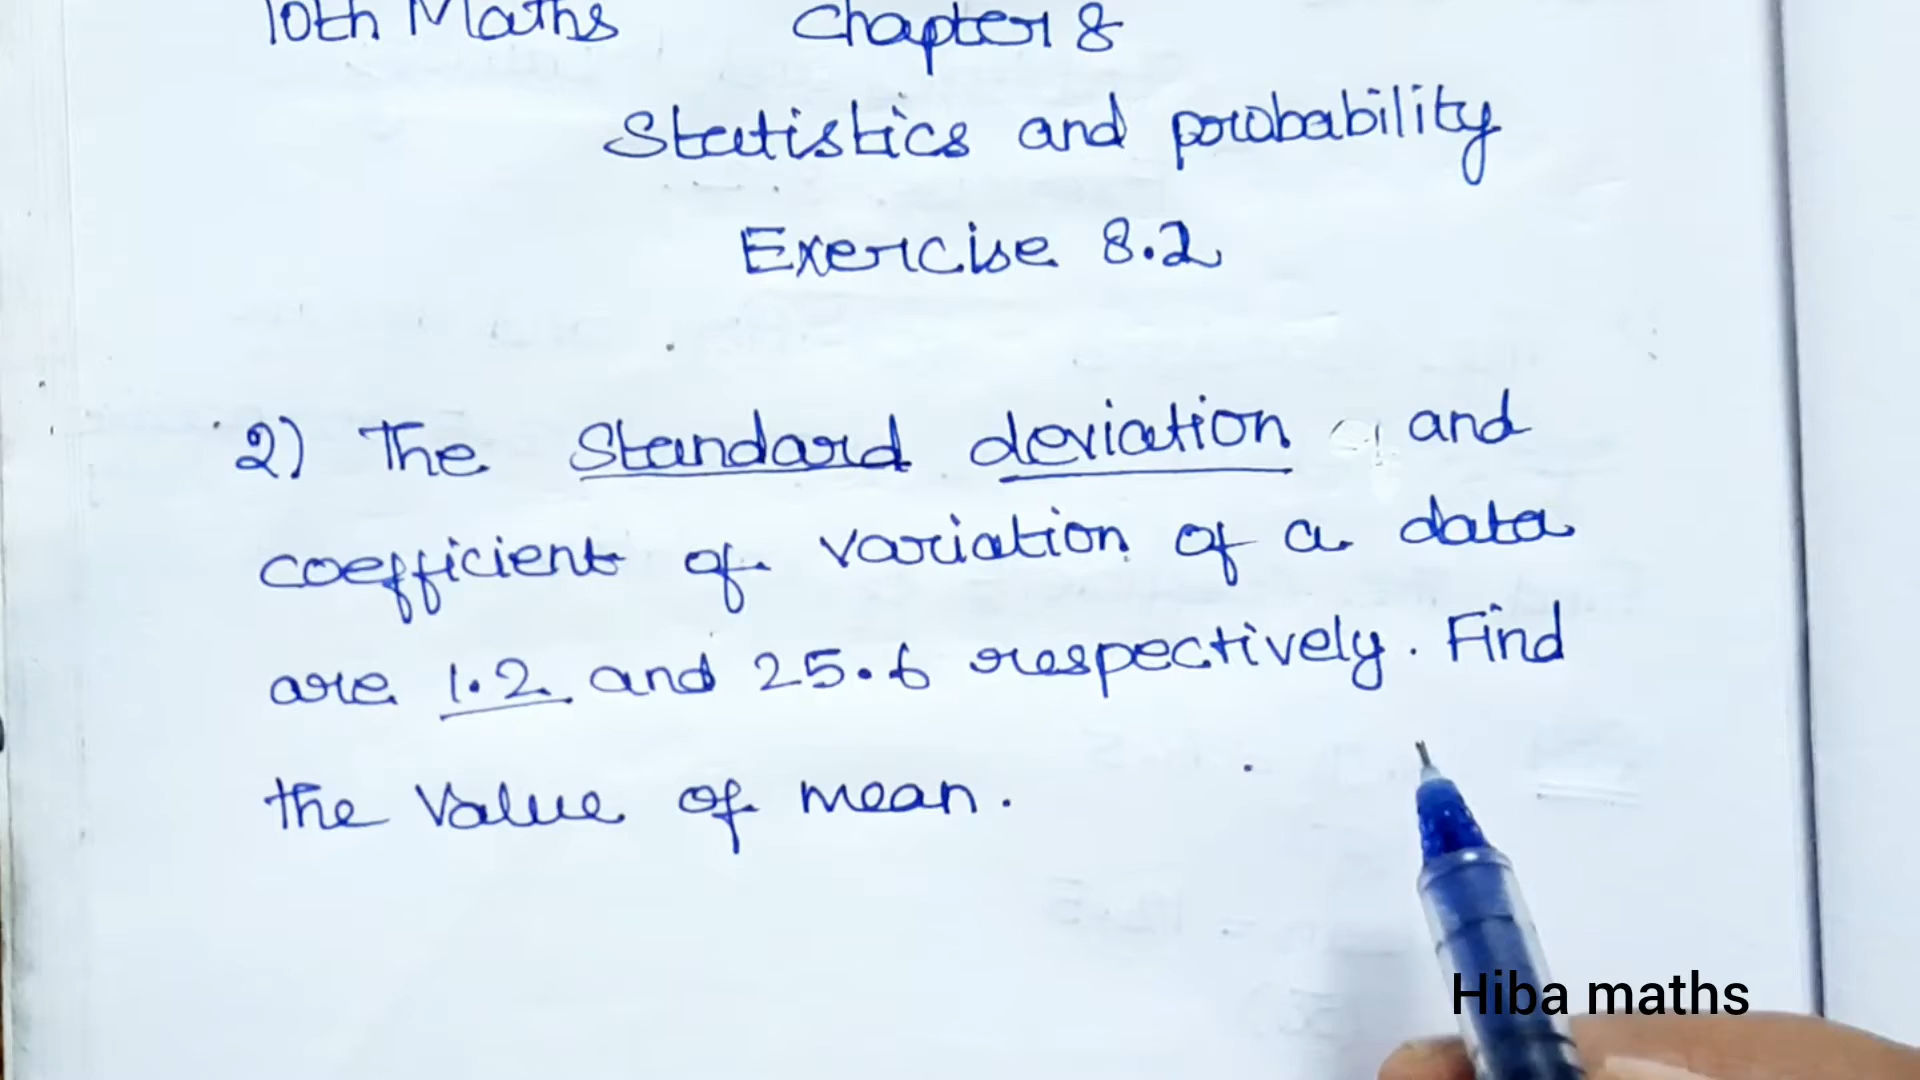 10th Maths Chapter 8
Statistics and probability
Exercise 8.2
2) The Standard deviation and
coefficient of variation of a data
are 1.2 and 25.6 respectively. Find
the value of mean.
Hiba maths